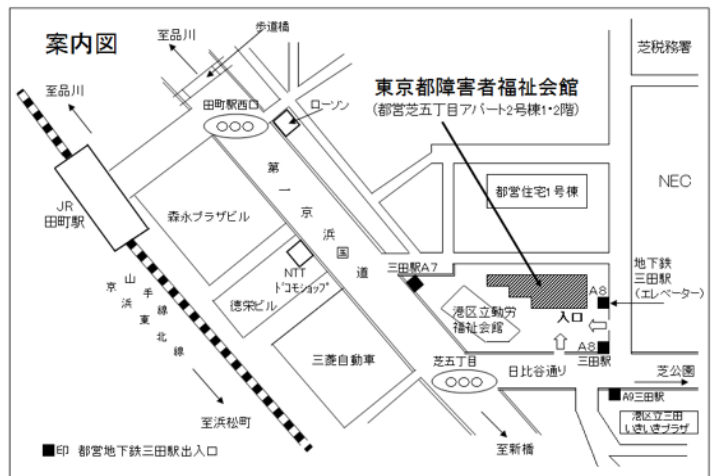 案内図
至品川
歩道橋
至品川
田町駅西口
ローソン
東京都障害者福祉会館
(都営芝五丁目アパート2号棟1・2階)
芝税務署
NEC
都営住宅1号棟
JR
田町駅
森永プラザビル
第一京浜国道
NTT
ドコモショップ
徳栄ビル
三菱自動車
山手線
京浜東北線
三田駅A7
港区立勤労
福祉会館
A8
地下鉄
三田駅
(エレベーター)
入口
A8
三田駅
芝五丁目
日比谷通り
芝公園
A9三田駅
港区立三田
いきいきプラザ
至浜松町
至新橋
■印 都営地下鉄三田駅出入口